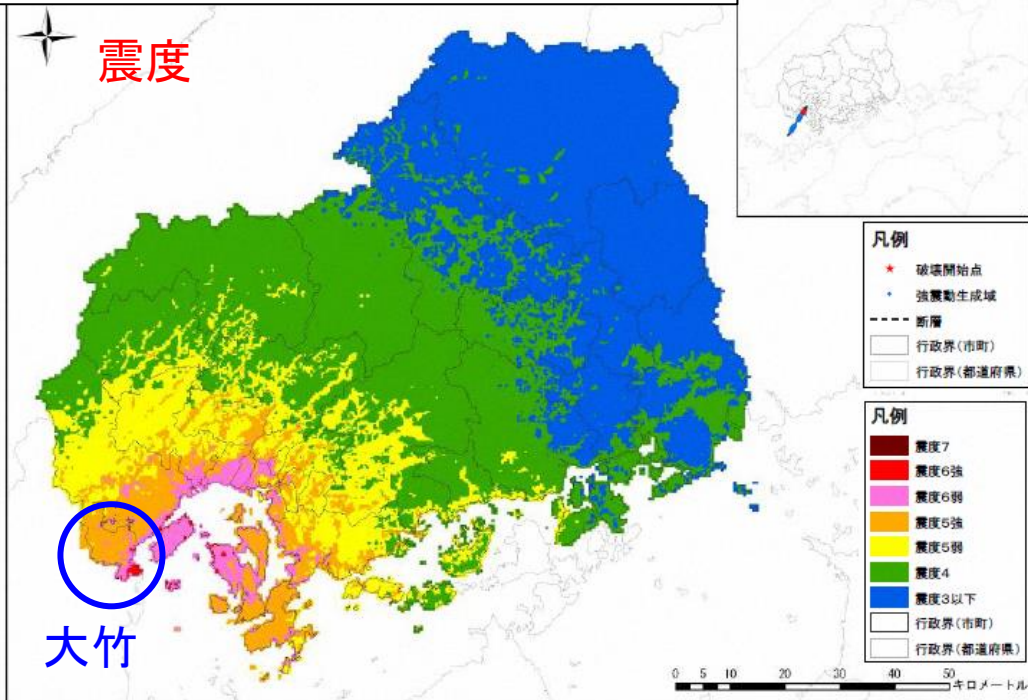 震度
大竹
凡例
破壊開始点
強震動生成域
断層
行政界(市町)
行政界(都道府県)
凡例
震度7
震度6強
震度6弱
震度5強
震度5弱
震度4
震度3以下
行政界(市町)
行政界(都道府県)
0 5 10 20 30 40 50
キロメートル